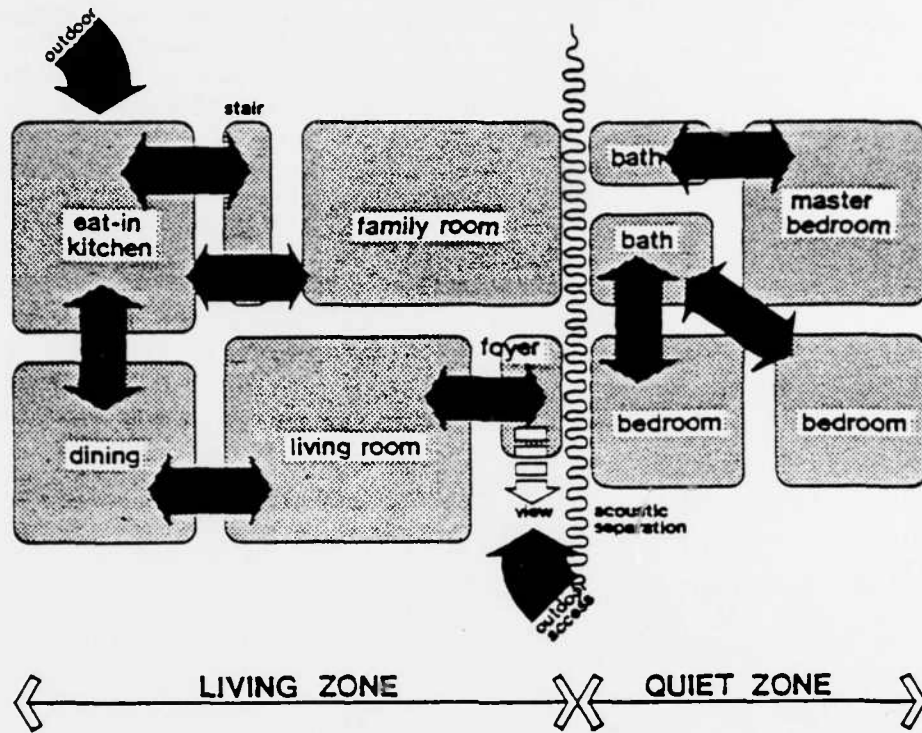 outdoor
stair
eat-in
kitchen
family room
bath
master
bedroom
bath
foyer
dining
living room
bedroom
bedroom
view
acoustic
separation
outdoor
access
LIVING ZONE
QUIET ZONE